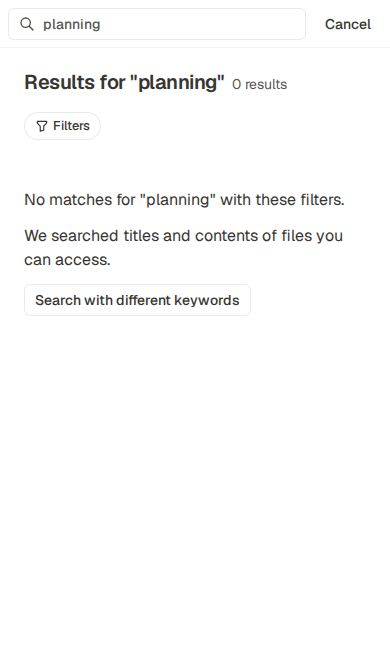 planning
Cancel
Results for "planning" 0 results
Filters
No matches for "planning" with these filters.
We searched titles and contents of files you
can access.
Search with different keywords